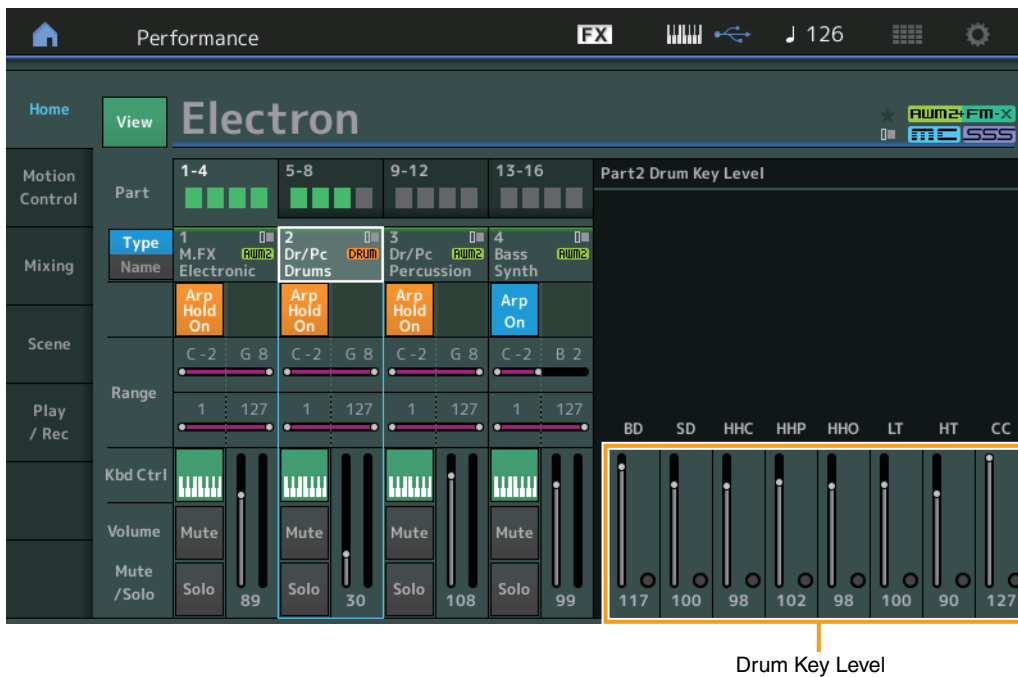 Performance
FX
126
Home
View
Electron
AWM2+FM-X
MC SSS
Motion
Control
Part
1-4
5-8
9-12
13-16
Part2 Drum Key Level
Mixing
Type
Name
1
M.FX AWM2
Electronic
2
Dr/Pc DRUM
Drums
3
Dr/Pc AWM2
Percussion
4
Bass AWM2
Synth
Arp
Hold
On
Arp
Hold
On
Arp
Hold
On
Arp
On
Scene
Range
C -2 G 8 C -2 G 8 C -2 G 8 C -2 B 2
Play
/ Rec
1 127 1 127 1 127 1 127
BD SD HHC HHP HHO LT HT CC
Kbd Ctrl
Volume
Mute Mute Mute Mute
Mute
/Solo
Solo 89 Solo 30 Solo 108 Solo 99
117 100 98 102 98 100 90 127
Drum Key Level